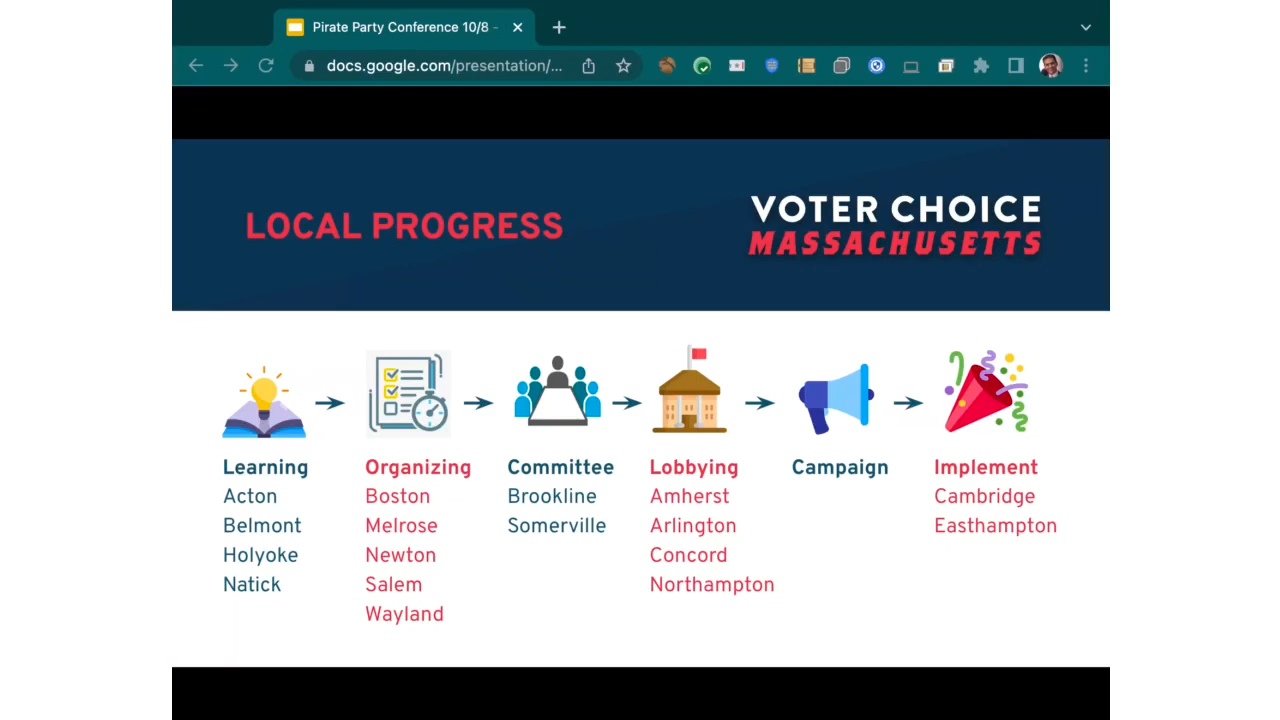 Pirate Party Conference 10/8 -
docs.google.com/presentation/...
LOCAL PROGRESS
VOTER CHOICE
MASSACHUSETTS
Learning
Acton
Belmont
Holyoke
Natick
Organizing
Boston
Melrose
Newton
Salem
Wayland
Committee
Brookline
Somerville
Lobbying
Amherst
Arlington
Concord
Northampton
Campaign
Implement
Cambridge
Easthampton